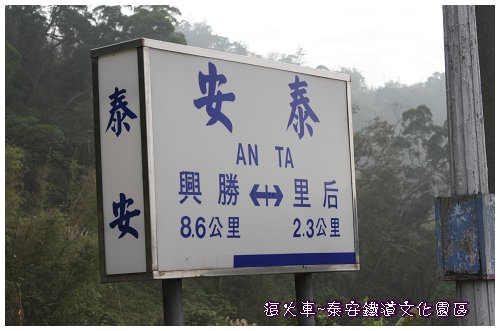 泰
安
安 泰
AN TA
興 勝 ↔ 里 后
8.6公里 2.3公里
逗火車~泰安鐵道文化園區